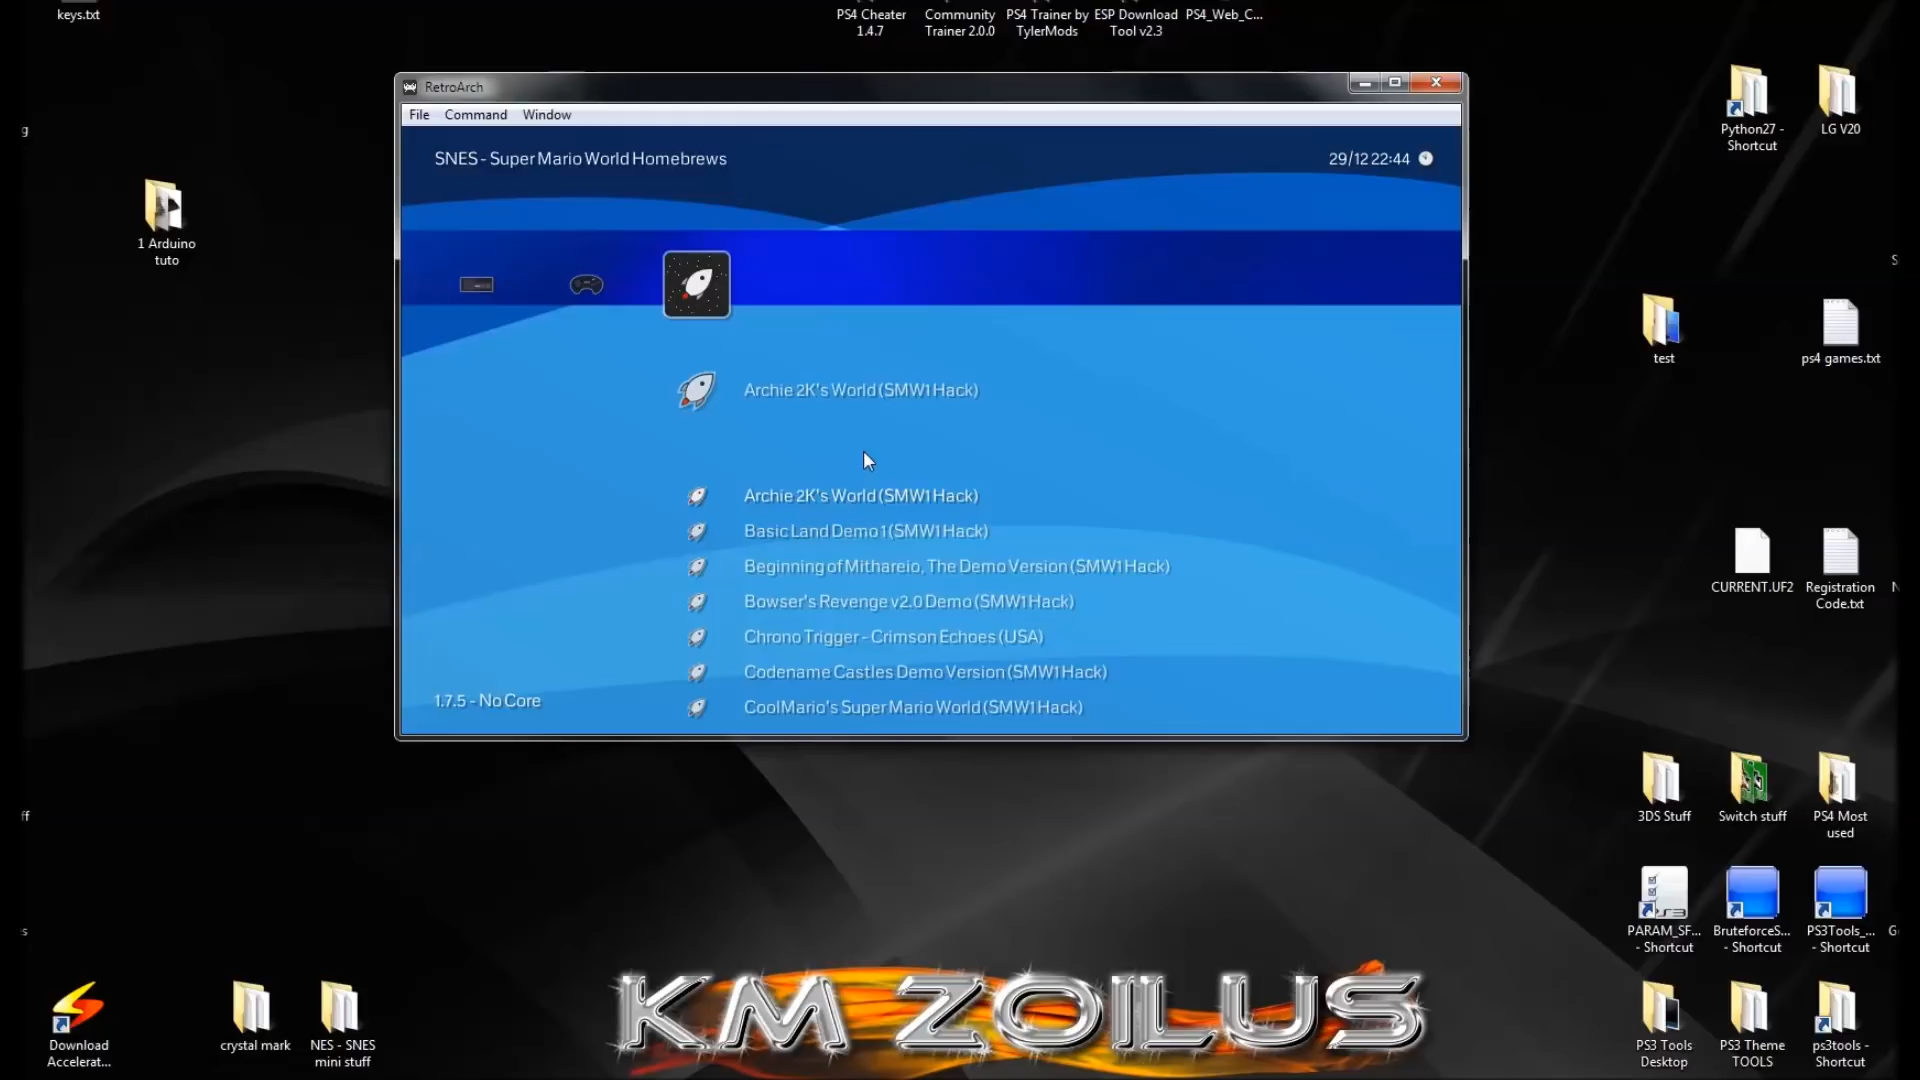 keys.txt
PS4 Cheater
1.4.7
Community
Trainer 2.0.0
PS4 Trainer by
TylerMods
ESP Download
Tool v2.3
PS4_Web_C...
RetroArch
File Command Window
SNES - Super Mario World Homebrews
29/12 22:44
Archie 2K's World (SMW1 Hack)
Archie 2K's World (SMW1 Hack)
Basic Land Demo 1 (SMW1 Hack)
Beginning of Mithareio, The Demo Version (SMW1 Hack)
Bowser's Revenge v2.0 Demo (SMW1 Hack)
Chrono Trigger - Crimson Echoes (USA)
Codename Castles Demo Version (SMW1 Hack)
CoolMario's Super Mario World (SMW1 Hack)
1.7.5 - No Core
g
1 Arduino
tuto
ff
s
Python27 -
Shortcut
LG V20
S
test
ps4 games.txt
CURRENT.UF2
Registration
Code.txt
3DS Stuff
Switch stuff
PS4 Most
used
PARAM_SF...
- Shortcut
BruteforceS...
- Shortcut
PS3Tools_...
- Shortcut
Download
Accelerat...
crystal mark
NES - SNES
mini stuff
KM ZOILUS
PS3 Tools
Desktop
PS3 Theme
TOOLS
ps3tools -
Shortcut